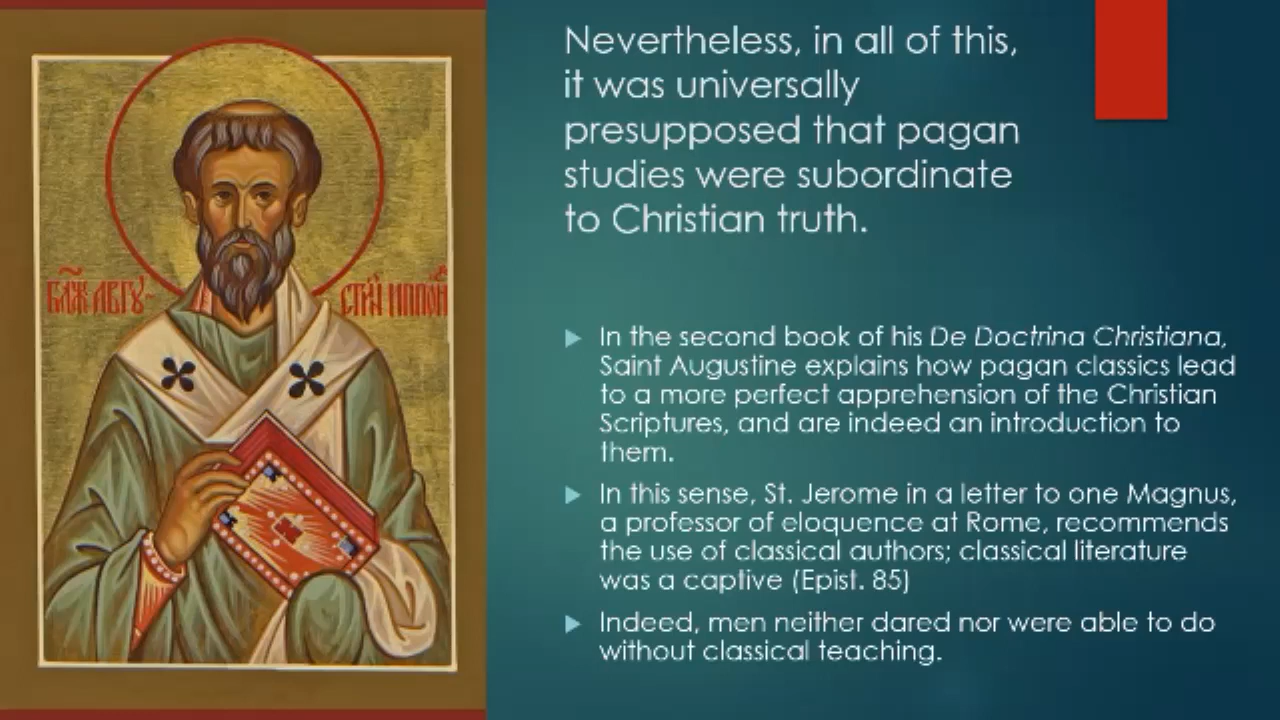 Nevertheless, in all of this,
it was universally
presupposed that pagan
studies were subordinate
to Christian truth.
БЛЖ АВГУ
СТИН ИППОН
In the second book of his De Doctrina Christiana,
Saint Augustine explains how pagan classics lead
to a more perfect apprehension of the Christian
Scriptures, and are indeed an introduction to
them.
In this sense, St. Jerome in a letter to one Magnus,
a professor of eloquence at Rome, recommends
the use of classical authors; classical literature
was a captive (Epist. 85)
Indeed, men neither dared nor were able to do
without classical teaching.